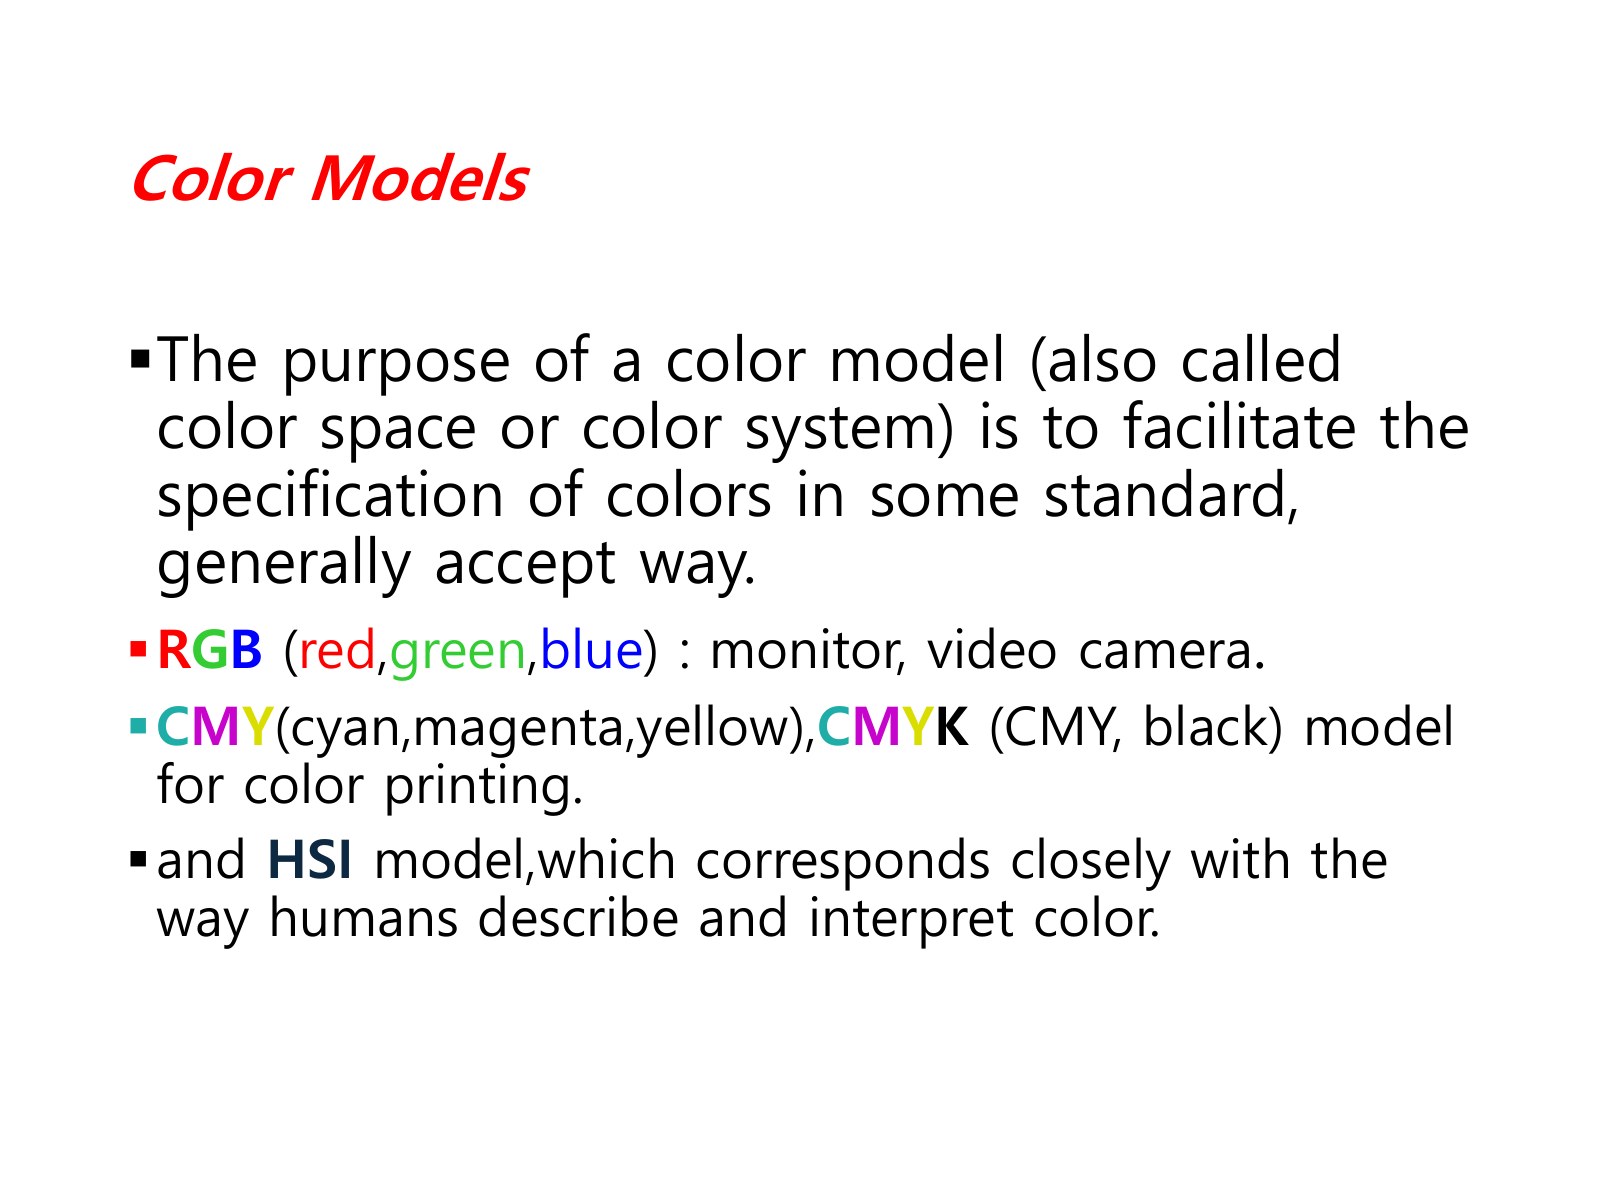 Color Models
▪The purpose of a color model (also called
color space or color system) is to facilitate the
specification of colors in some standard,
generally accept way.
▪RGB (red,green,blue) : monitor, video camera.
▪CMY(cyan,magenta,yellow),CMYK (CMY, black) model
for color printing.
▪and HSI model,which corresponds closely with the
way humans describe and interpret color.